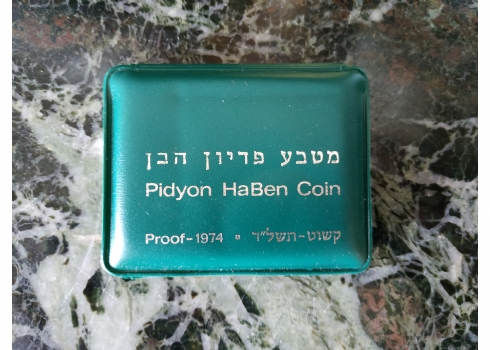 מטבע פדיון הבן
Pidyon HaBen Coin
Proof-1974 ▪ קשוט-תשל"ד